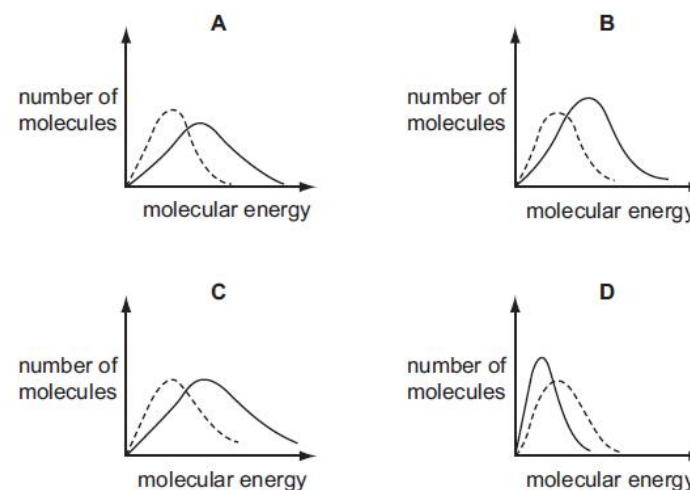 A
number of
molecules
molecular energy
B
number of
molecules
molecular energy
C
number of
molecules
molecular energy
D
number of
molecules
molecular energy